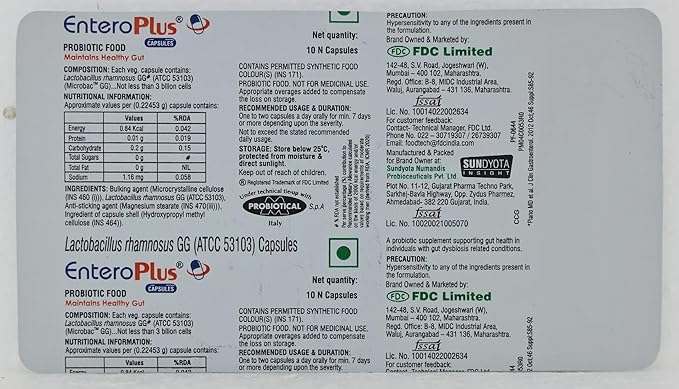 EnteroPlus®
CAPSULES
PROBIOTIC FOOD
Maintains Healthy Gut
COMPOSITION: Each veg. capsule contains:
Lactobacillus rhamnosus GG# (ATCC 53103)
(Microbac™GG)...Not less than 3 billion cells
NUTRITIONAL INFORMATION:
Approximate values per (0.22453 g) capsule contains:
Values %RDA
Energy 0.84 Kcal 0.042
Protein 0.01 g 0.019
Carbohydrate 0.2 g 0.15
Total Sugars 0 g #
Total Fat 0 g NIL
Sodium 1.16 mg 0.058
INGREDIENTS: Bulking agent (Microcrystalline cellulose
(INS 460 (i))), Lactobacillus rhamnosus GG (ATCC 53103),
Anti-sticking agent (Magnesium stearate (INS 470(iii))),
Ingredient of capsule shell (Hydroxypropyl methyl
cellulose (INS 464)).
Net quantity:
10 N Capsules
CONTAINS PERMITTED SYNTHETIC FOOD
COLOUR(S) (INS 171).
PROBIOTIC FOOD. NOT FOR MEDICINAL USE.
Appropriate overages added to compensate
the loss on storage.
RECOMMENDED USAGE & DURATION:
One to two capsules a day orally for min. 7 days
or more depending upon the severity.
Not to exceed the stated recommended
daily usage.
STORAGE: Store below 25°C,
protected from moisture &
direct sunlight.
Keep out of reach of children.
® Registered Trademark of FDC Limited
Under technical tie-up with
PROBIOTICAL
S.p.A
Italy
PRECAUTION:
Hypersensitivity to any of the ingredients present in
the formulation.
Brand Owned & Marketed by:
FDC FDC Limited
142-48, S.V. Road, Jogeshwari (W),
Mumbai – 400 102, Maharashtra.
Regd. Office: B-8, MIDC Industrial Area,
Waluj, Aurangabad – 431 136, Maharashtra.
fssai
Lic. No. 10014022002634
For customer feedback:
Contact- Technical Manager, FDC Ltd.
Phone No. 022 - 30719307 / 26739307
Email: foodtech@fdcindia.com
Manufactured & Packed
for Brand Owner at:
Sundyota Numandis
Probioceuticals Pvt. Ltd.
SUNDYOTA
INSIGHT
Plot No. 11-12, Gujarat Pharma Techno Park,
Sarkhej-Bavla Highway, Opp. Zydus Pharmez,
Ahmedabad- 382 220 Gujarat, India.
fssai
Lic. No. 10020021005070
A probiotic supplement supporting gut health in
individuals with gut dysbiosis related conditions.
PF-0644
CCG
Lactobacillus rhamnosus GG (ATCC 53103) Capsules
EnteroPlus®
CAPSULES
PROBIOTIC FOOD
Maintains Healthy Gut
COMPOSITION: Each veg. capsule contains:
Lactobacillus rhamnosus GG# (ATCC 53103)
(Microbac™GG)...Not less than 3 billion cells
NUTRITIONAL INFORMATION:
Approximate values per (0.22453 g) capsule contains:
Values %RDA
Energy 0.84 Kcal 0.042
Net quantity:
10 N Capsules
CONTAINS PERMITTED SYNTHETIC FOOD
COLOUR(S) (INS 171).
PROBIOTIC FOOD. NOT FOR MEDICINAL USE.
Appropriate overages added to compensate
the loss on storage.
RECOMMENDED USAGE & DURATION:
One to two capsules a day orally for min. 7 days
or more depending upon the severity.
PRECAUTION:
Hypersensitivity to any of the ingredients present in
the formulation.
Brand Owned & Marketed by:
FDC FDC Limited
142-48, S.V. Road, Jogeshwari (W),
Mumbai – 400 102, Maharashtra.
Regd. Office: B-8, MIDC Industrial Area,
Waluj, Aurangabad – 431 136, Maharashtra.
fssai
Lic. No. 10014022002634
For customer feedback: